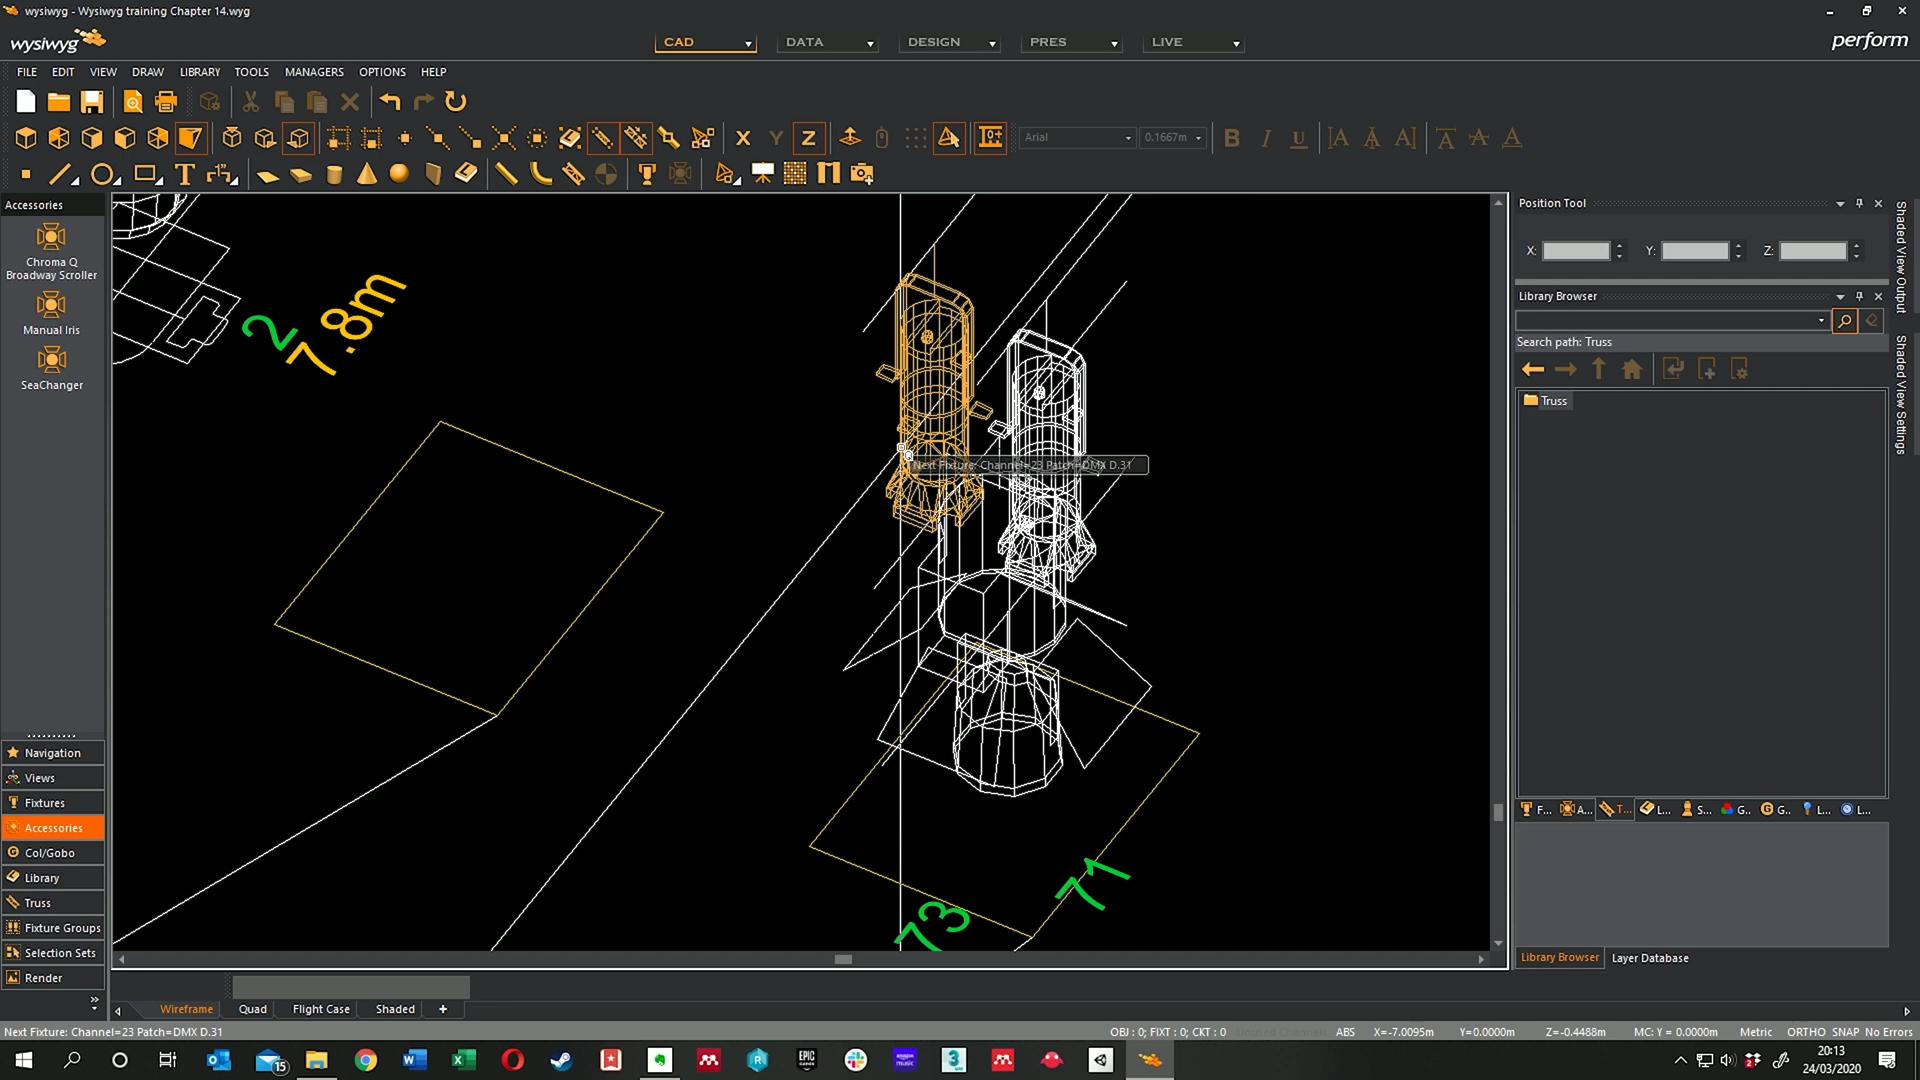 wysiwyg - Wysiwyg training Chapter 14.wyg
wysiwyg
CAD
DATA
DESIGN
PRES
LIVE
perform
FILE EDIT VIEW DRAW LIBRARY TOOLS MANAGERS OPTIONS HELP
X Y Z
Arial
0.1667m
B I U
Accessories
Chroma Q
Broadway Scroller
Manual Iris
SeaChanger
Navigation
Views
Fixtures
Accessories
Col/Gobo
Library
Truss
Fixture Groups
Selection Sets
Render
2
7.8m
Next Fixture: Channel=23 Patch=DMX D.31
71
73
Position Tool
X:
Y:
Z:
Library Browser
Search path: Truss
Truss
F...
A...
T...
L...
S...
G..
G..
L...
L...
Library Browser
Layer Database
Shaded View Output
Shaded View Settings
Wireframe
Quad
Flight Case
Shaded
+
Next Fixture: Channel=23 Patch=DMX D.31
OBJ : 0; FIXT : 0; CKT : 0
ABS
X=-7.0095m
Y=0.0000m
Z=-0.4488m
MC: Y = 0.0000m
Metric
ORTHO SNAP No Errors
15
20:13
24/03/2020